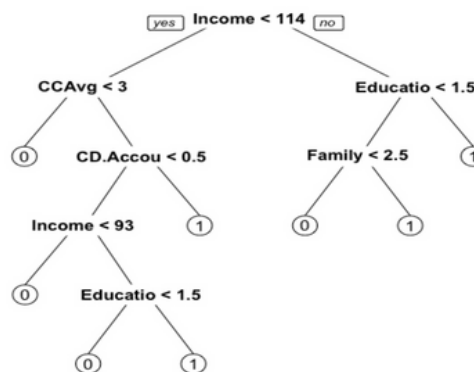 yes Income < 114 no
CCAvg < 3 Educatio < 1.5
0 CD.Accou < 0.5 Family < 2.5 1
Income < 93 1 0 1
0 Educatio < 1.5
0 1